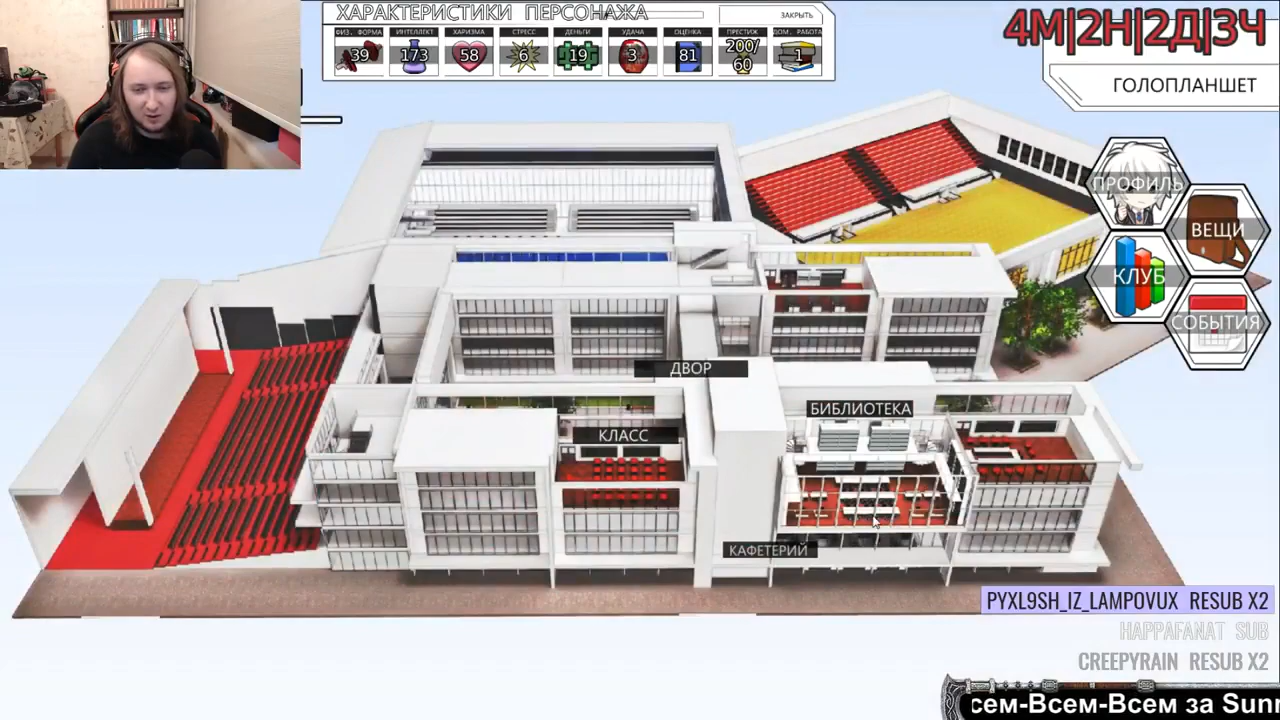 ХАРАКТЕРИСТИКИ ПЕРСОНАЖА
ЗАКРЫТЬ
ФИЗ. ФОРМА
ИНТЕЛЛЕКТ
ХАРИЗМА
СТРЕСС
ДЕНЬГИ
УДАЧА
ОЦЕНКА
ПРЕСТИЖ
ДОМ. РАБОТА
39
173
58
6
19
3
81
200/
60
1
4М|2Н|2Д|3Ч
ГОЛОПЛАНШЕТ
ПРОФИЛЬ
ВЕЩИ
КЛУБ
СОБЫТИЯ
ДВОР
БИБЛИОТЕКА
КЛАСС
КАФЕТЕРИЙ
PYXL9SH_IZ_LAMPOVUX RESUB X2
HAPPAFANAT SUB
CREEPYRAIN RESUB X2
сем-Всем-Всем за Sunr